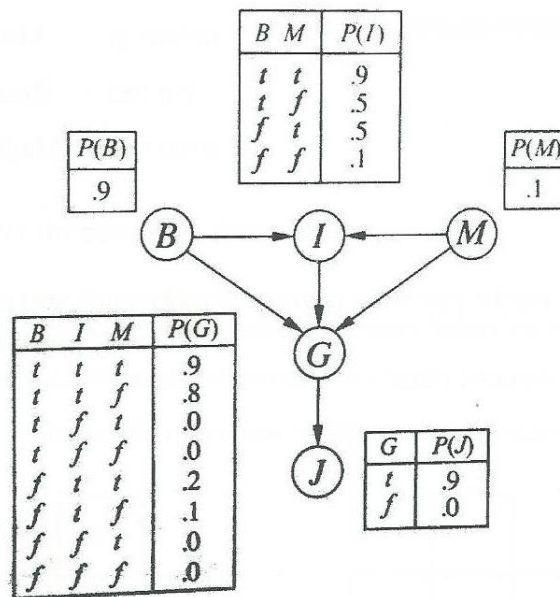 B M P(I)
t t .9
t f .5
f t .5
f f .1
P(B)
.9
P(M)
.1
B
I
M
B I M P(G)
t t t .9
t t f .8
t f t .0
t f f .0
f t t .2
f t f .1
f f t .0
f f f .0
G
J
G P(J)
t .9
f .0